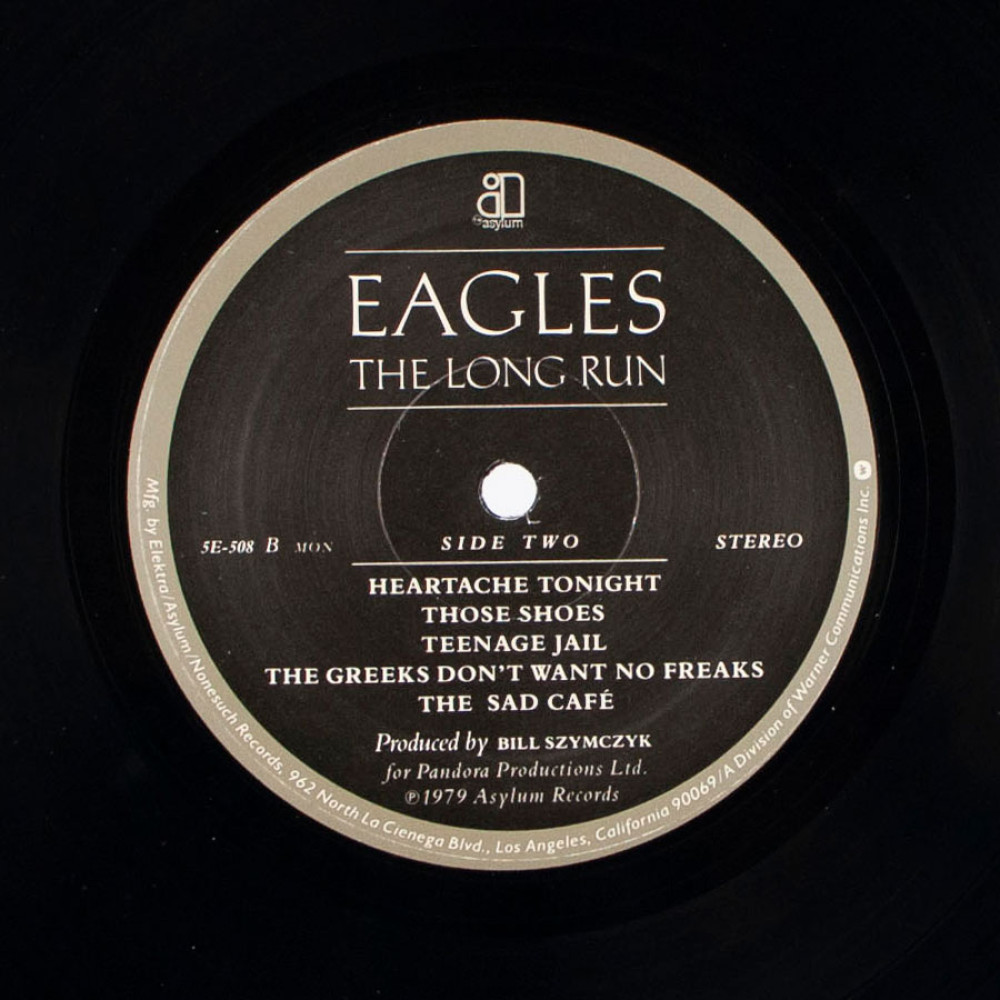 asylum
EAGLES
THE LONG RUN
5E-508 B MON
SIDE TWO
STEREO
HEARTACHE TONIGHT
THOSE SHOES
TEENAGE JAIL
THE GREEKS DON'T WANT NO FREAKS
THE SAD CAFÉ
Produced by BILL SZYMCZYK
for Pandora Productions Ltd.
℗1979 Asylum Records
Mfg. by Elektra/Asylum/Nonesuch Records, 962 North La Cienega Blvd., Los Angeles, California 90069/A Division of Warner Communications Inc. W